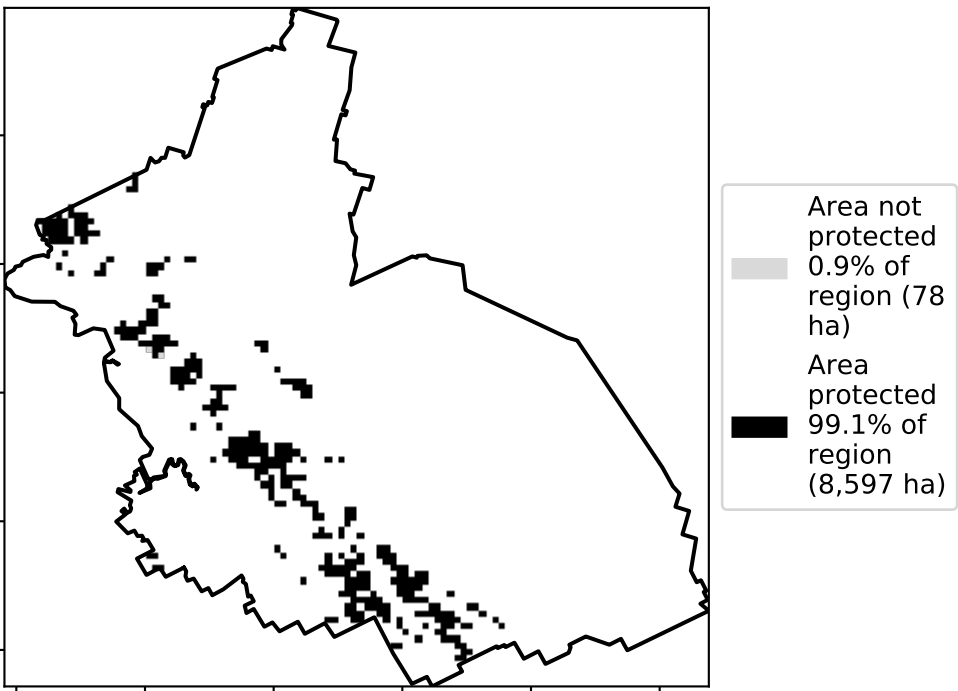 Area not
protected
0.9% of
region (78
ha)
Area
protected
99.1% of
region
(8,597 ha)